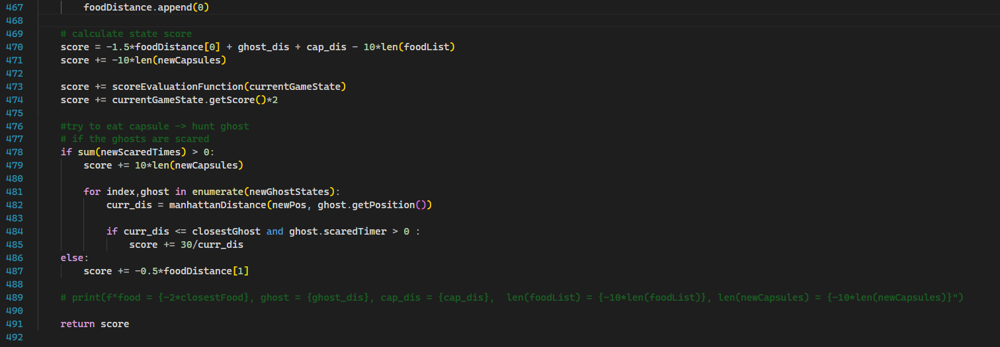 467 foodDistance.append(0)
468
469 # calculate state score
470 score = -1.5*foodDistance[0] + ghost_dis + cap_dis - 10*len(foodList)
471 score += -10*len(newCapsules)
472
473 score += scoreEvaluationFunction(currentGameState)
474 score += currentGameState.getScore()*2
475
476 #try to eat capsule -> hunt ghost
477 # if the ghosts are scared
478 if sum(newScaredTimes) > 0:
479 score += 10*len(newCapsules)
480
481 for index,ghost in enumerate(newGhostStates):
482 curr_dis = manhattanDistance(newPos, ghost.getPosition())
483
484 if curr_dis <= closestGhost and ghost.scaredTimer > 0 :
485 score += 30/curr_dis
486 else:
487 score += -0.5*foodDistance[1]
488
489 # print(f"food = {-2*closestFood}, ghost = {ghost_dis}, cap_dis = {cap_dis},  len(foodList) = {-10*len(foodList)}, len(newCapsules) = {-10*len(newCapsules)}")
490
491 return score
492